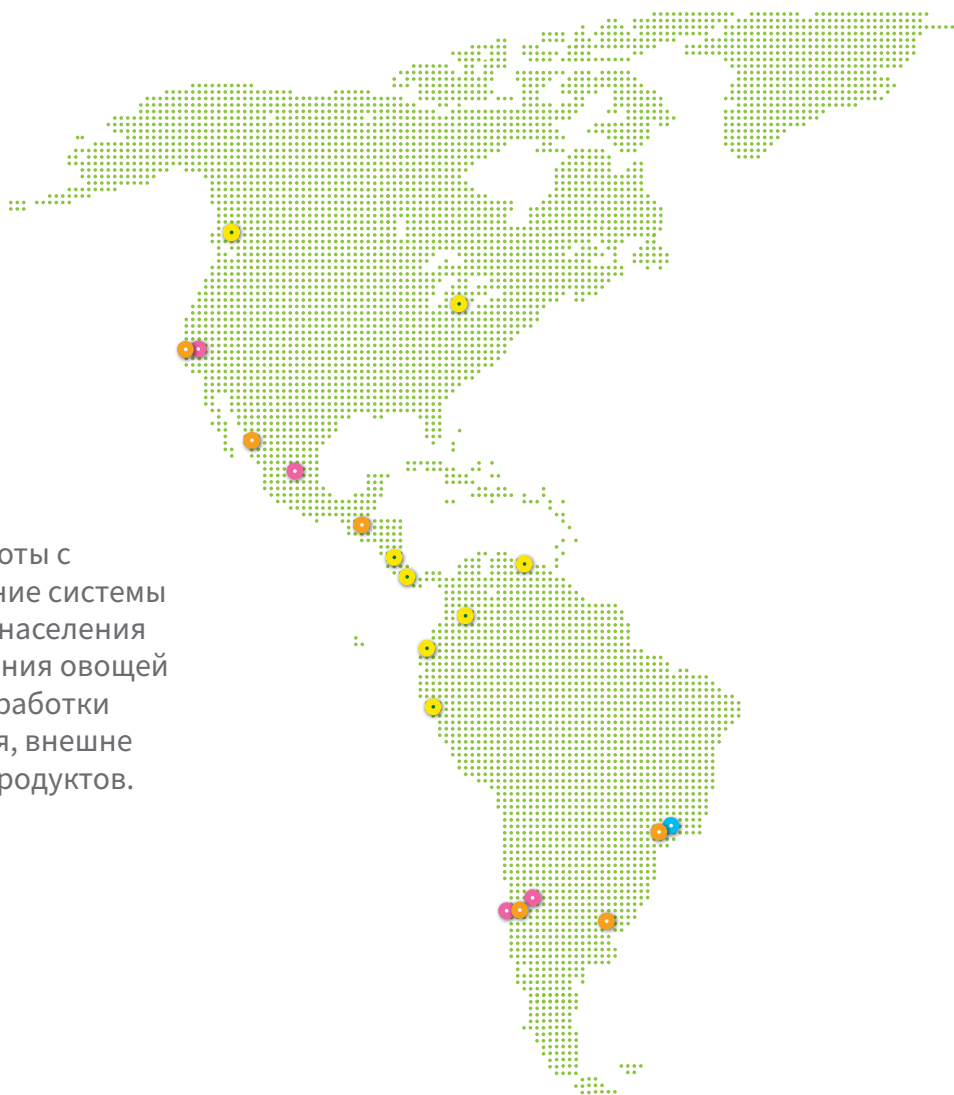 оты с
ние системы
населения
ния овощей
работки
я, внешне
родуктов.